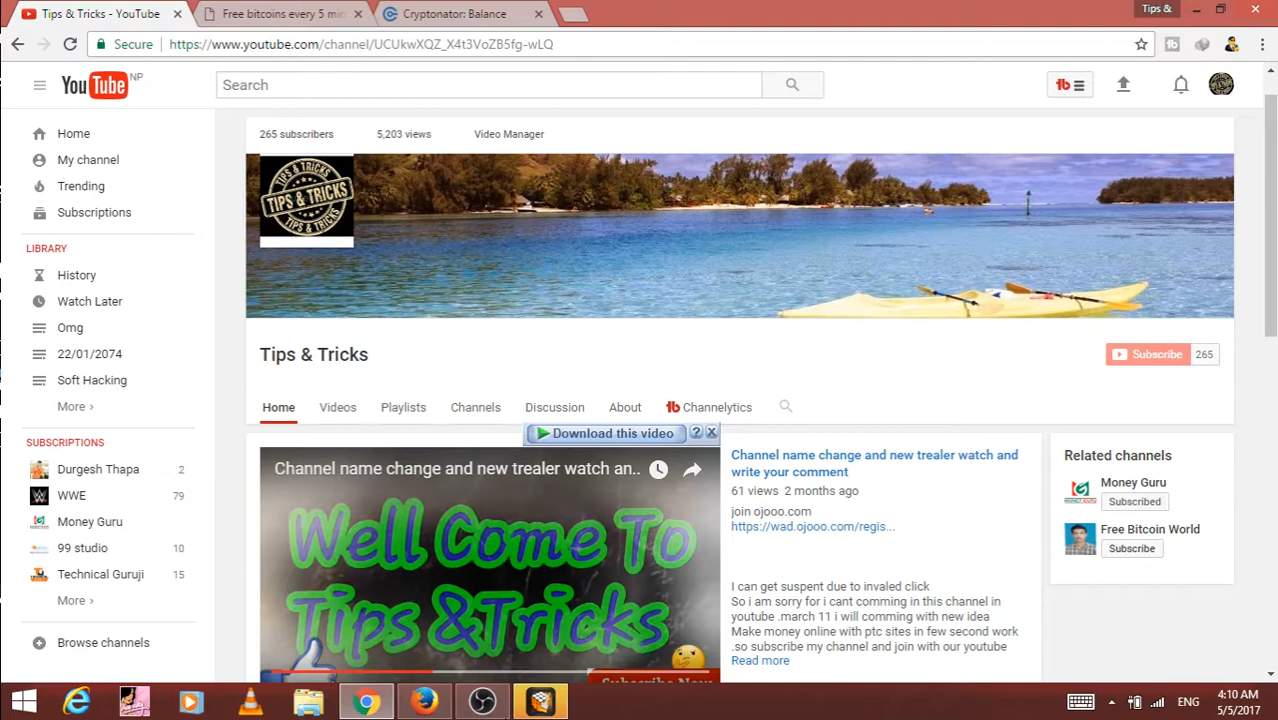 Tips & Tricks - YouTube
Free bitcoins every 5 min
Cryptonator: Balance
Tips &
Secure
https://www.youtube.com/channel/UCUkwXQZ_X4t3VoZB5fg-wLQ
YouTube NP
Search
265 subscribers
5,203 views
Video Manager
Home
My channel
Trending
Subscriptions
LIBRARY
History
Watch Later
Omg
22/01/2074
Soft Hacking
More ›
SUBSCRIPTIONS
Durgesh Thapa 2
WWE 79
Money Guru
99 studio 10
Technical Guruji 15
More ›
Browse channels
TIPS & TRICKS
TIPS & TRICKS
TIPS & TRICKS
Tips & Tricks
Subscribe 265
Home
Videos
Playlists
Channels
Discussion
About
Channelytics
Download this video ?
Channel name change and new trealer watch an..
Well Come To
Tips &Tricks
Subscribe Now
Channel name change and new trealer watch and
write your comment
61 views 2 months ago
join ojooo.com
https://wad.ojooo.com/regis...
I can get suspent due to invaled click
So i am sorry for i cant comming in this channel in
youtube .march 11 i will comming with new idea
Make money online with ptc sites in few second work
.so subscribe my channel and join with our youtube
Read more
Related channels
Money Guru
Subscribed
Free Bitcoin World
Subscribe
ENG
4:10 AM
5/5/2017